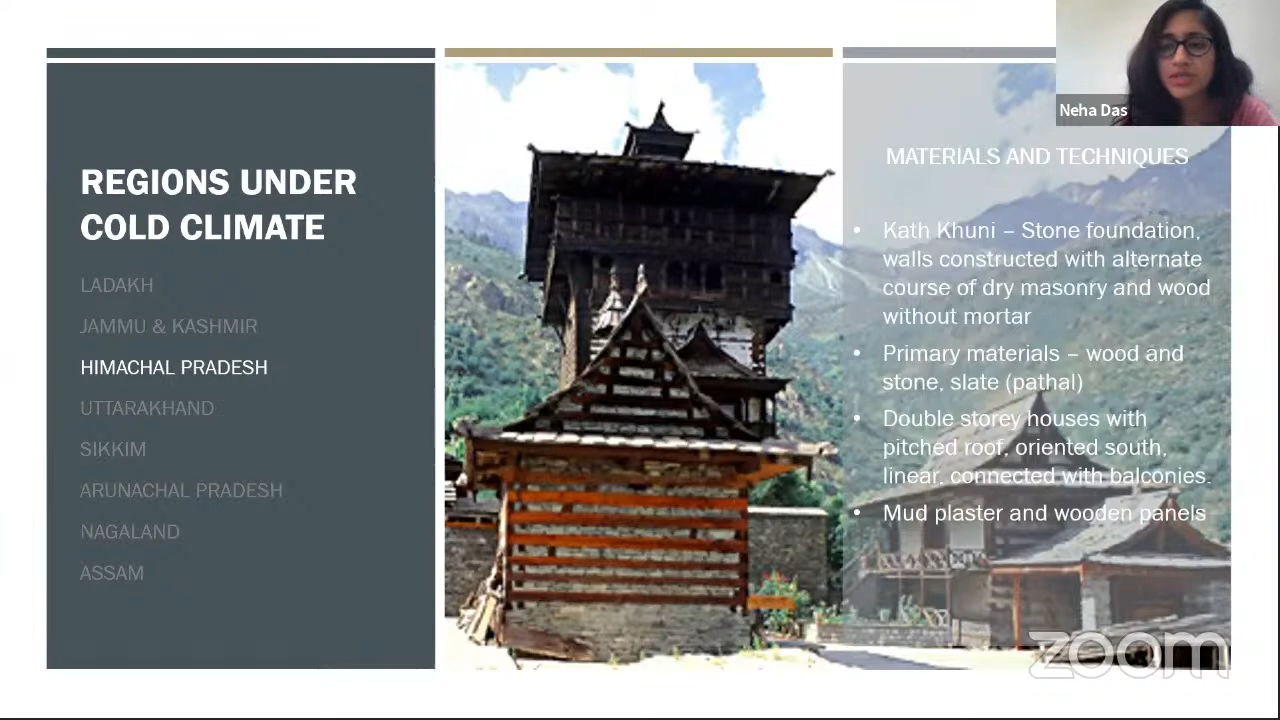 REGIONS UNDER
COLD CLIMATE
LADAKH
JAMMU & KASHMIR
HIMACHAL PRADESH
UTTARAKHAND
SIKKIM
ARUNACHAL PRADESH
NAGALAND
ASSAM
Neha Das
MATERIALS AND TECHNIQUES
• Kath Khuni – Stone foundation,
walls constructed with alternate
course of dry masonry and wood
without mortar
• Primary materials – wood and
stone, slate (pathal)
• Double storey houses with
pitched roof, oriented south,
linear, connected with balconies.
• Mud plaster and wooden panels
zoom